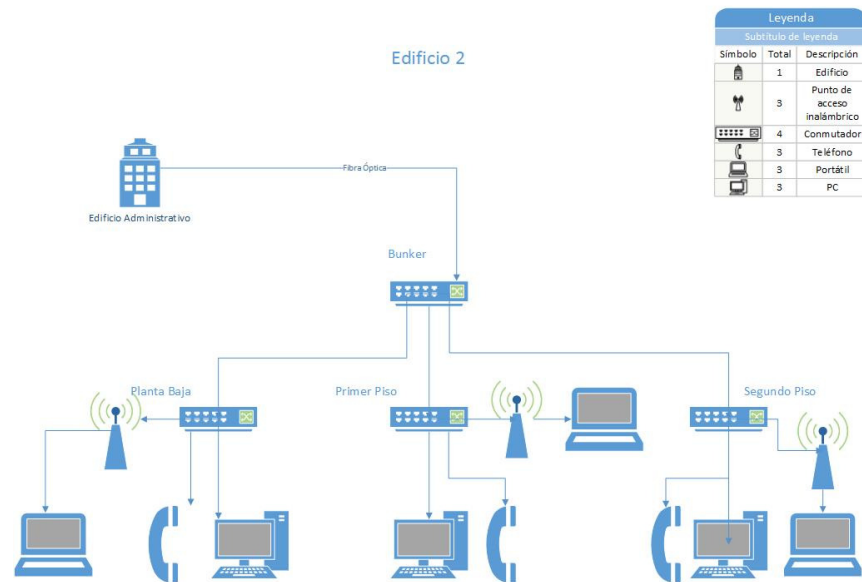 Edificio 2
Leyenda
Subtítulo de leyenda
Símbolo Total Descripción
1 Edificio
3 Punto de
acceso
inalámbrico
4 Conmutador
3 Teléfono
3 Portátil
3 PC
Fibra Óptica
Edificio Administrativo
Bunker
Planta Baja
Primer Piso
Segundo Piso